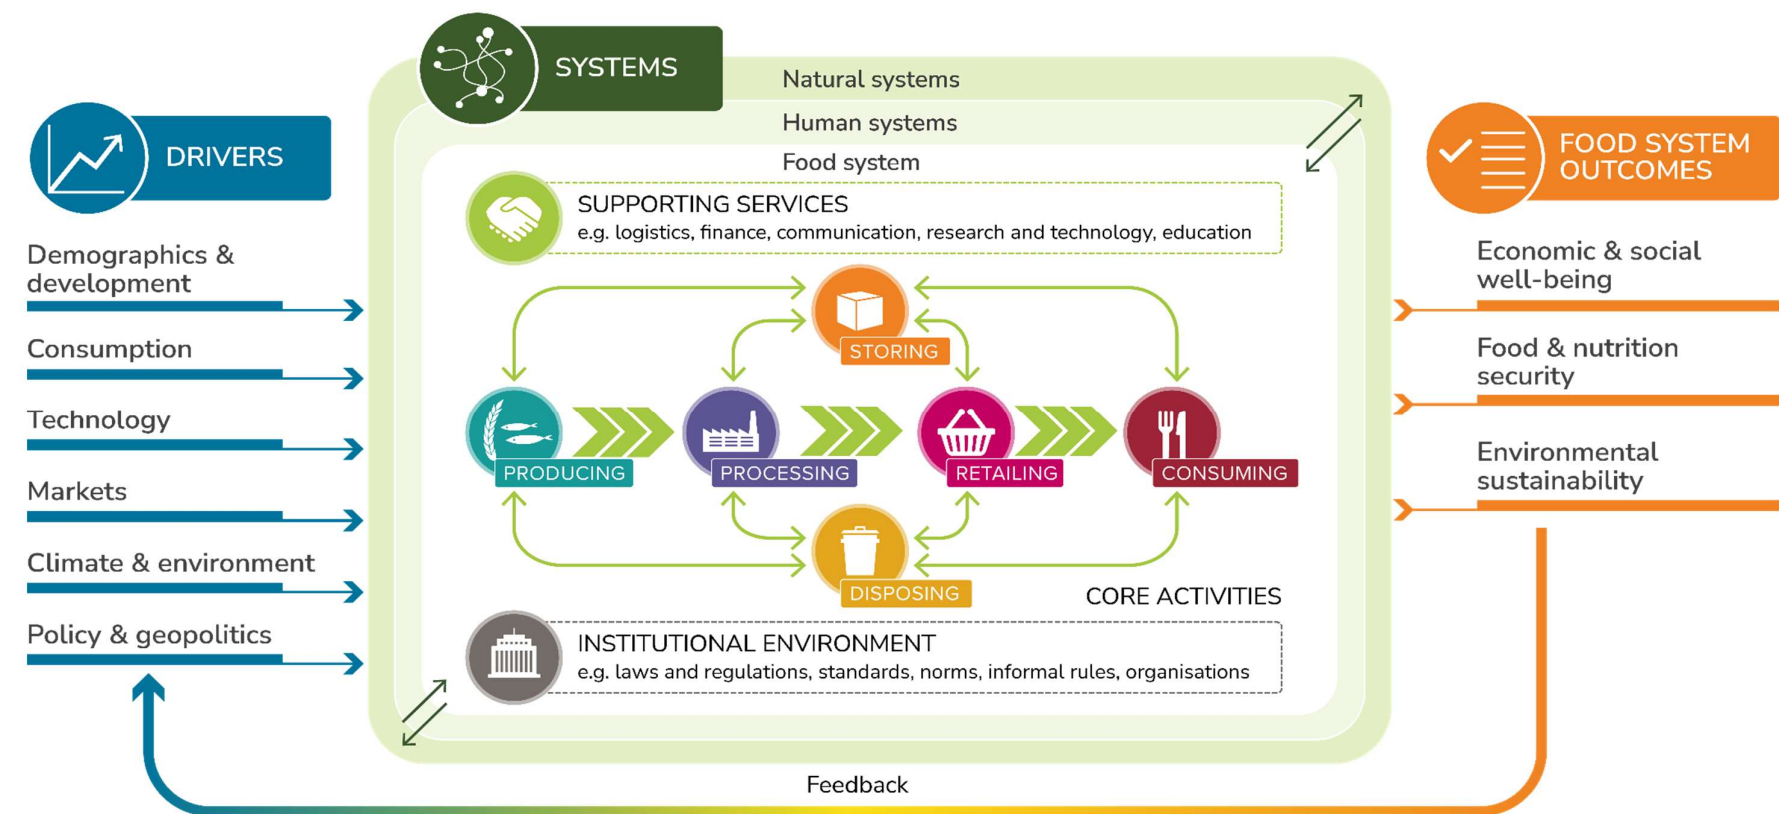 SYSTEMS
Natural systems
Human systems
Food system
DRIVERS
Demographics &
development
Consumption
Technology
Markets
Climate & environment
Policy & geopolitics
SUPPORTING SERVICES
e.g. logistics, finance, communication, research and technology, education
STORING
PRODUCING
PROCESSING
RETAILING
CONSUMING
DISPOSING
CORE ACTIVITIES
INSTITUTIONAL ENVIRONMENT
e.g. laws and regulations, standards, norms, informal rules, organisations
FOOD SYSTEM
OUTCOMES
Economic & social
well-being
Food & nutrition
security
Environmental
sustainability
Feedback